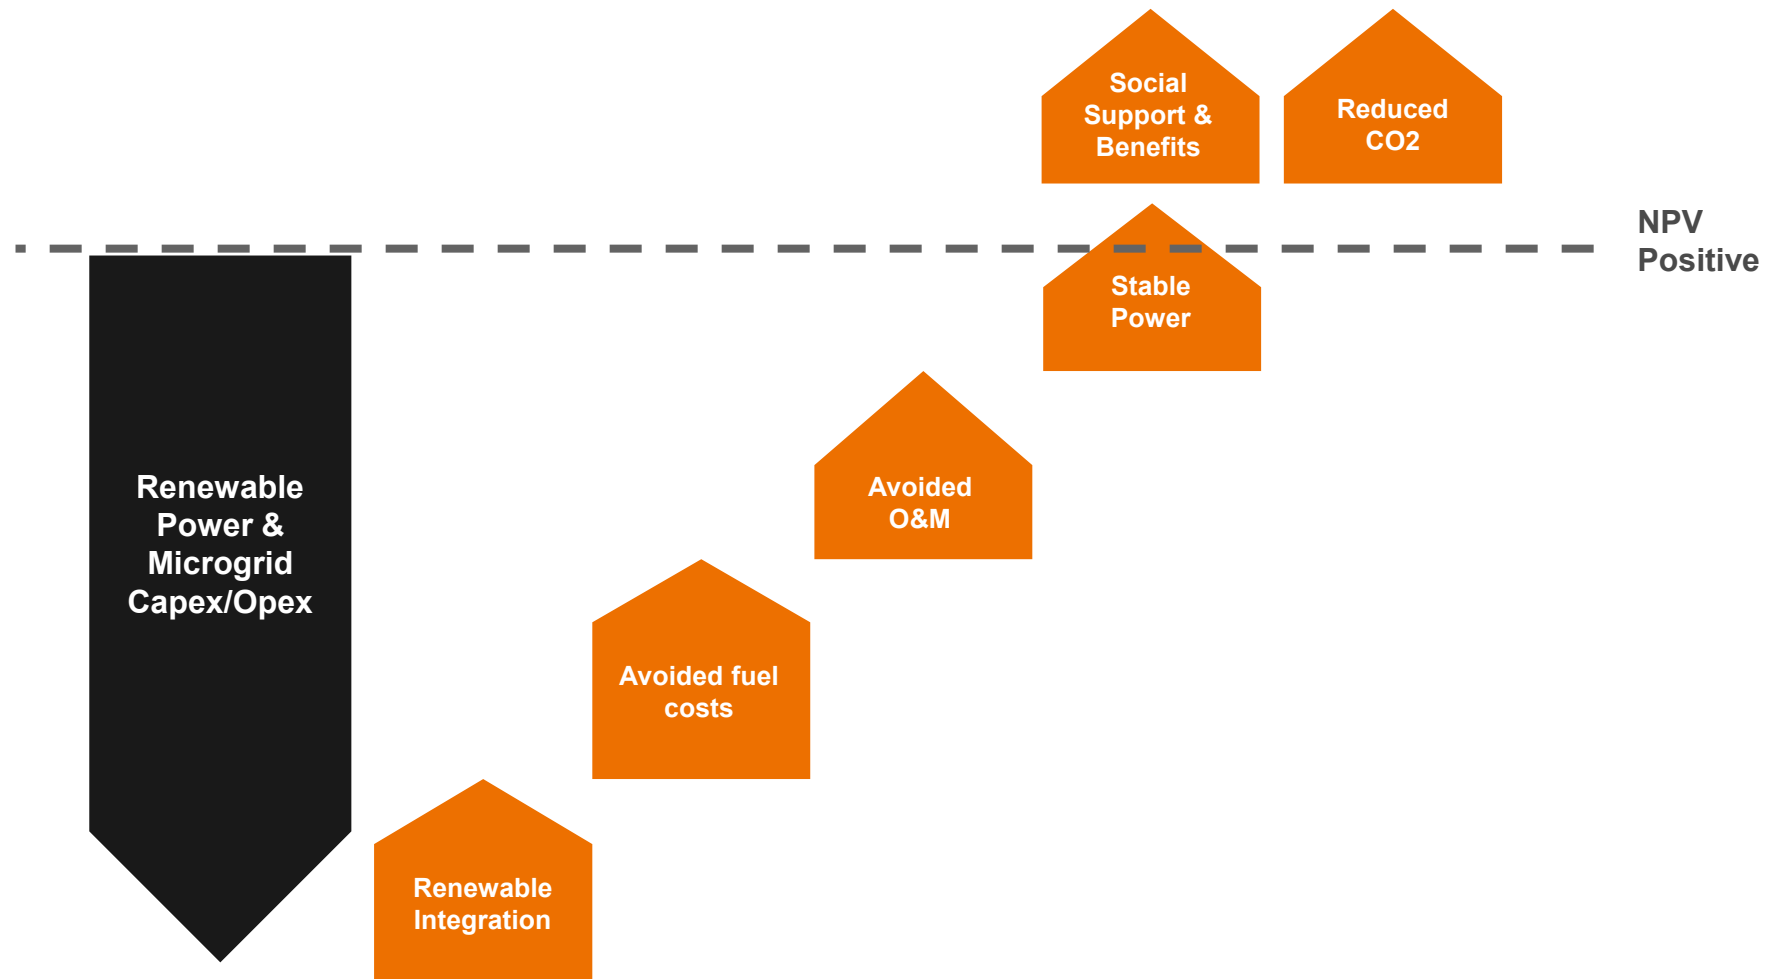 Social
Support &
Benefits
Reduced
CO2
NPV
Positive
Stable
Power
Renewable
Power &
Microgrid
Capex/Opex
Avoided
O&M
Avoided fuel
costs
Renewable
Integration